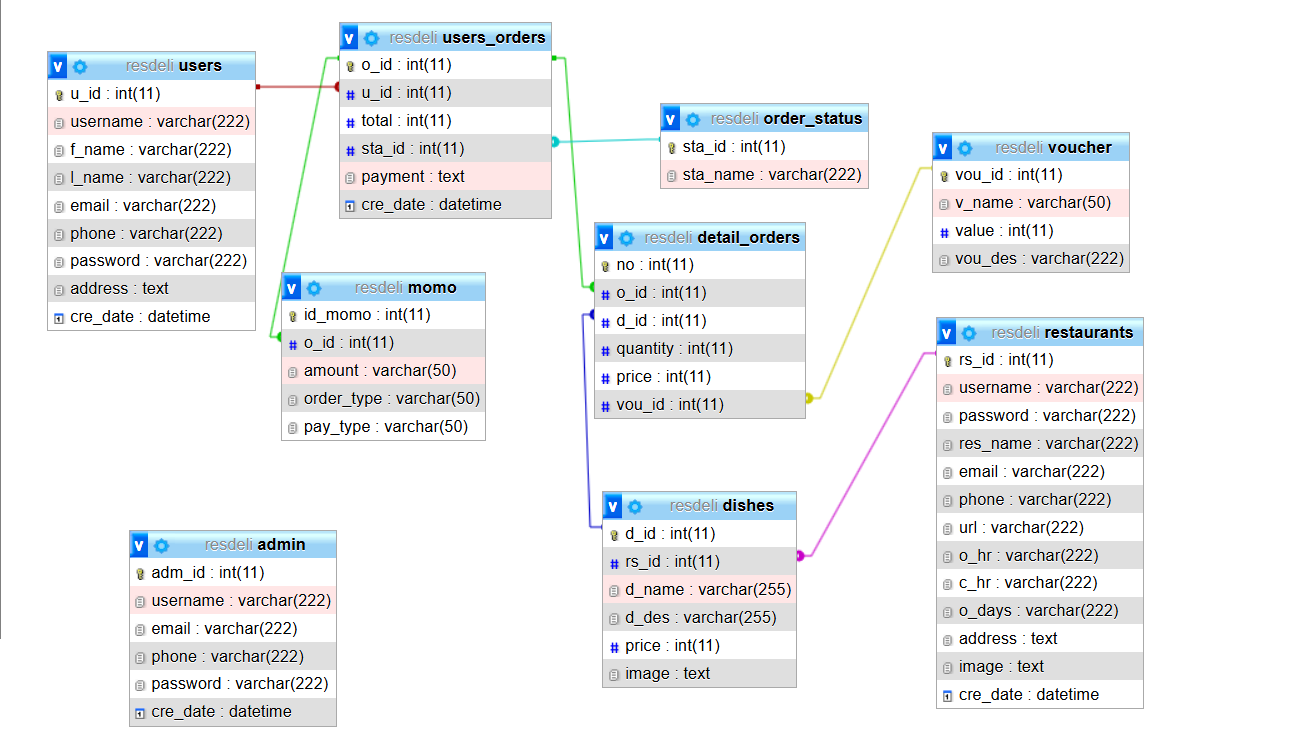 v resdeli users
u_id : int(11)
username : varchar(222)
f_name : varchar(222)
l_name : varchar(222)
email : varchar(222)
phone : varchar(222)
password : varchar(222)
address : text
cre_date : datetime
v resdeli users_orders
o_id : int(11)
# u_id : int(11)
# total : int(11)
# sta_id : int(11)
payment : text
cre_date : datetime
v resdeli momo
id_momo : int(11)
# o_id : int(11)
amount : varchar(50)
order_type : varchar(50)
pay_type : varchar(50)
v resdeli admin
adm_id : int(11)
username : varchar(222)
email : varchar(222)
phone : varchar(222)
password : varchar(222)
cre_date : datetime
v resdeli order_status
sta_id : int(11)
sta_name : varchar(222)
v resdeli detail_orders
no : int(11)
# o_id : int(11)
# d_id : int(11)
# quantity : int(11)
# price : int(11)
# vou_id : int(11)
v resdeli dishes
d_id : int(11)
# rs_id : int(11)
d_name : varchar(255)
d_des : varchar(255)
# price : int(11)
image : text
v resdeli voucher
vou_id : int(11)
v_name : varchar(50)
# value : int(11)
vou_des : varchar(222)
v resdeli restaurants
rs_id : int(11)
username : varchar(222)
password : varchar(222)
res_name : varchar(222)
email : varchar(222)
phone : varchar(222)
url : varchar(222)
o_hr : varchar(222)
c_hr : varchar(222)
o_days : varchar(222)
address : text
image : text
cre_date : datetime